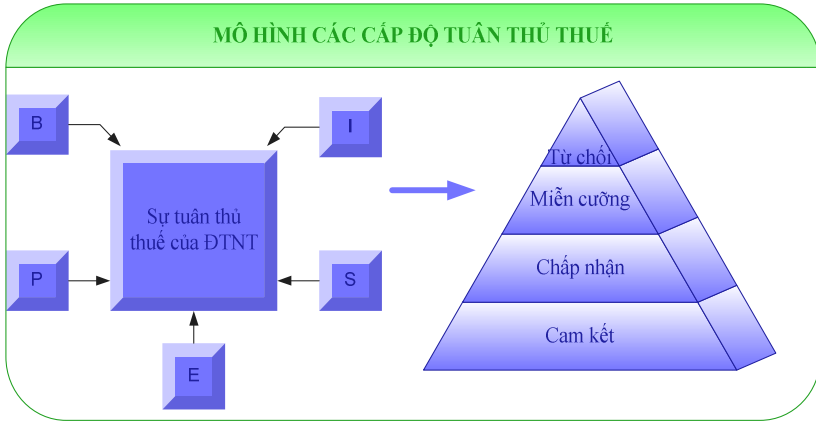 MÔ HÌNH CÁC CẤP ĐỘ TUÂN THỦ THUẾ
B
I
Sự tuân thủ
thuế của ĐTNT
P
S
E
Từ chối
Miễn cưỡng
Chấp nhận
Cam kết